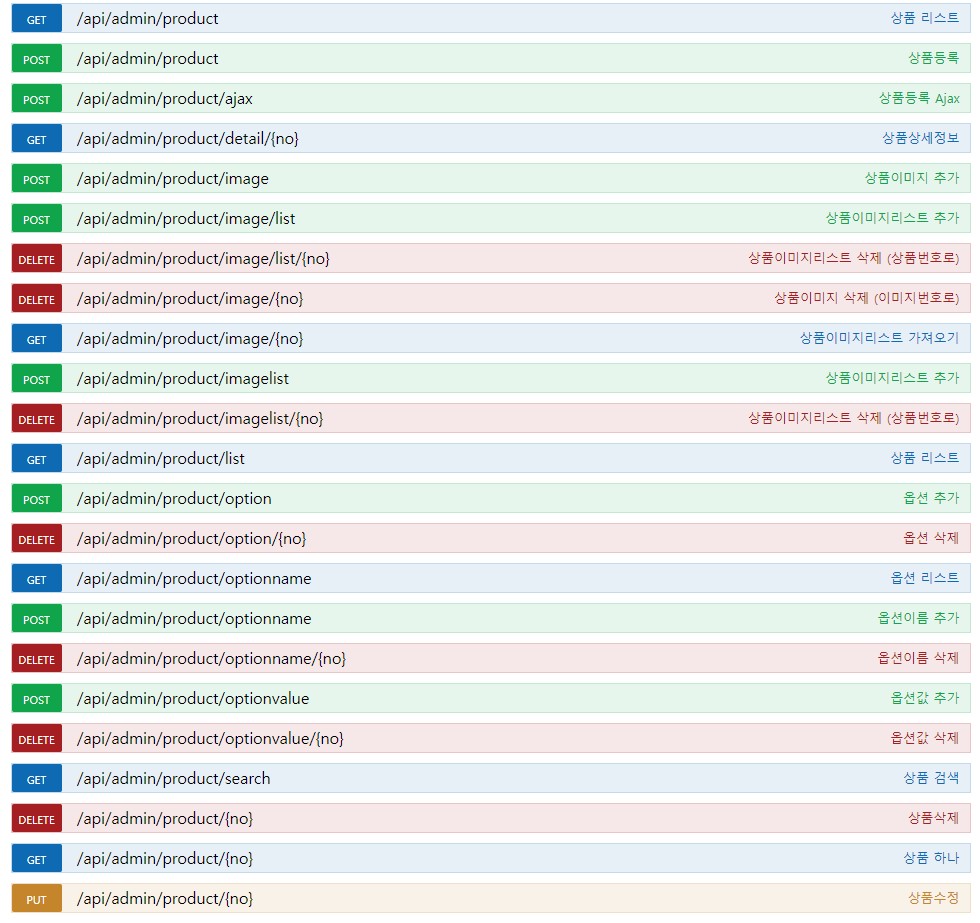 GET /api/admin/product 상품 리스트
POST /api/admin/product 상품등록
POST /api/admin/product/ajax 상품등록 Ajax
GET /api/admin/product/detail/{no} 상품상세정보
POST /api/admin/product/image 상품이미지 추가
POST /api/admin/product/image/list 상품이미지리스트 추가
DELETE /api/admin/product/image/list/{no} 상품이미지리스트 삭제 (상품번호로)
DELETE /api/admin/product/image/{no} 상품이미지 삭제 (이미지번호로)
GET /api/admin/product/image/{no} 상품이미지리스트 가져오기
POST /api/admin/product/imagelist 상품이미지리스트 추가
DELETE /api/admin/product/imagelist/{no} 상품이미지리스트 삭제 (상품번호로)
GET /api/admin/product/list 상품 리스트
POST /api/admin/product/option 옵션 추가
DELETE /api/admin/product/option/{no} 옵션 삭제
GET /api/admin/product/optionname 옵션 리스트
POST /api/admin/product/optionname 옵션이름 추가
DELETE /api/admin/product/optionname/{no} 옵션이름 삭제
POST /api/admin/product/optionvalue 옵션값 추가
DELETE /api/admin/product/optionvalue/{no} 옵션값 삭제
GET /api/admin/product/search 상품 검색
DELETE /api/admin/product/{no} 상품삭제
GET /api/admin/product/{no} 상품 하나
PUT /api/admin/product/{no} 상품수정